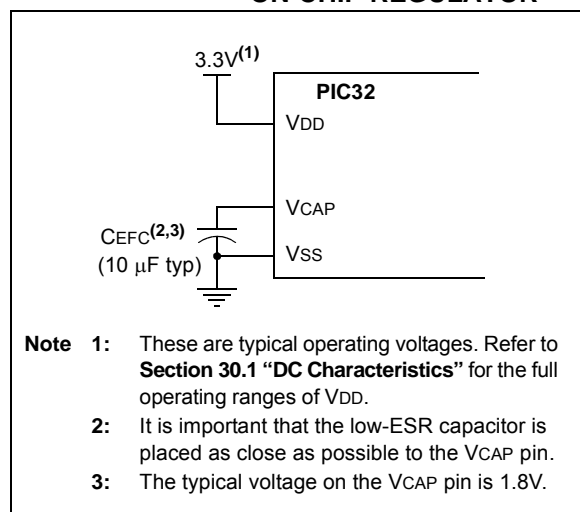 ON-CHIP REGULATOR
3.3V(1)
PIC32
VDD
VCAP
CEFC(2,3)
(10 μF typ)
VSS
Note 1: These are typical operating voltages. Refer to
Section 30.1 “DC Characteristics” for the full
operating ranges of VDD.
2: It is important that the low-ESR capacitor is
placed as close as possible to the VCAP pin.
3: The typical voltage on the VCAP pin is 1.8V.